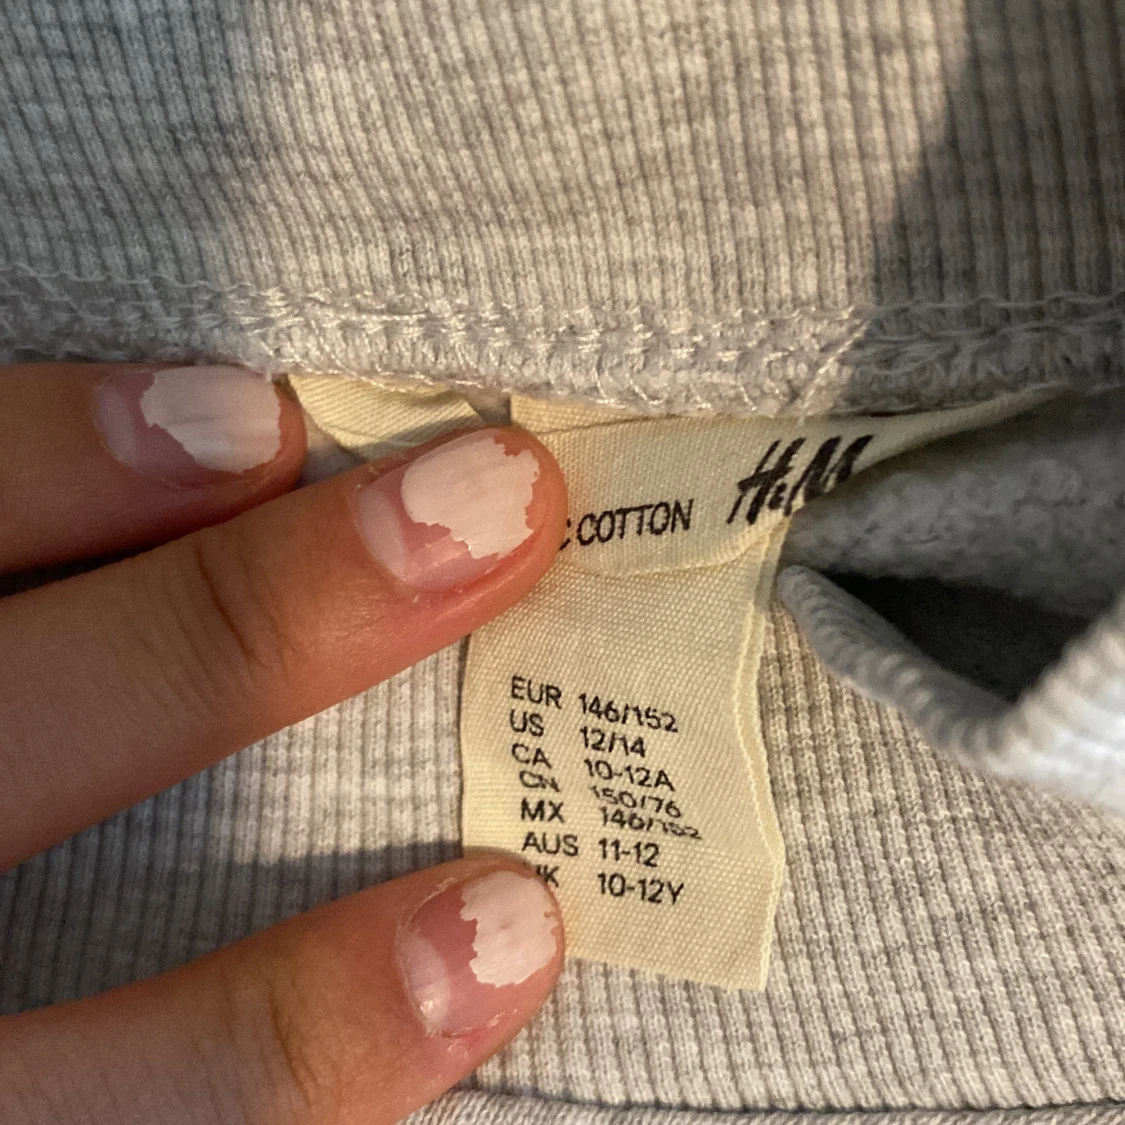 H&M
C COTTON
EUR 146/152
US 12/14
CA 10-12A
CN 150/76
MX 146/152
AUS 11-12
UK 10-12Y